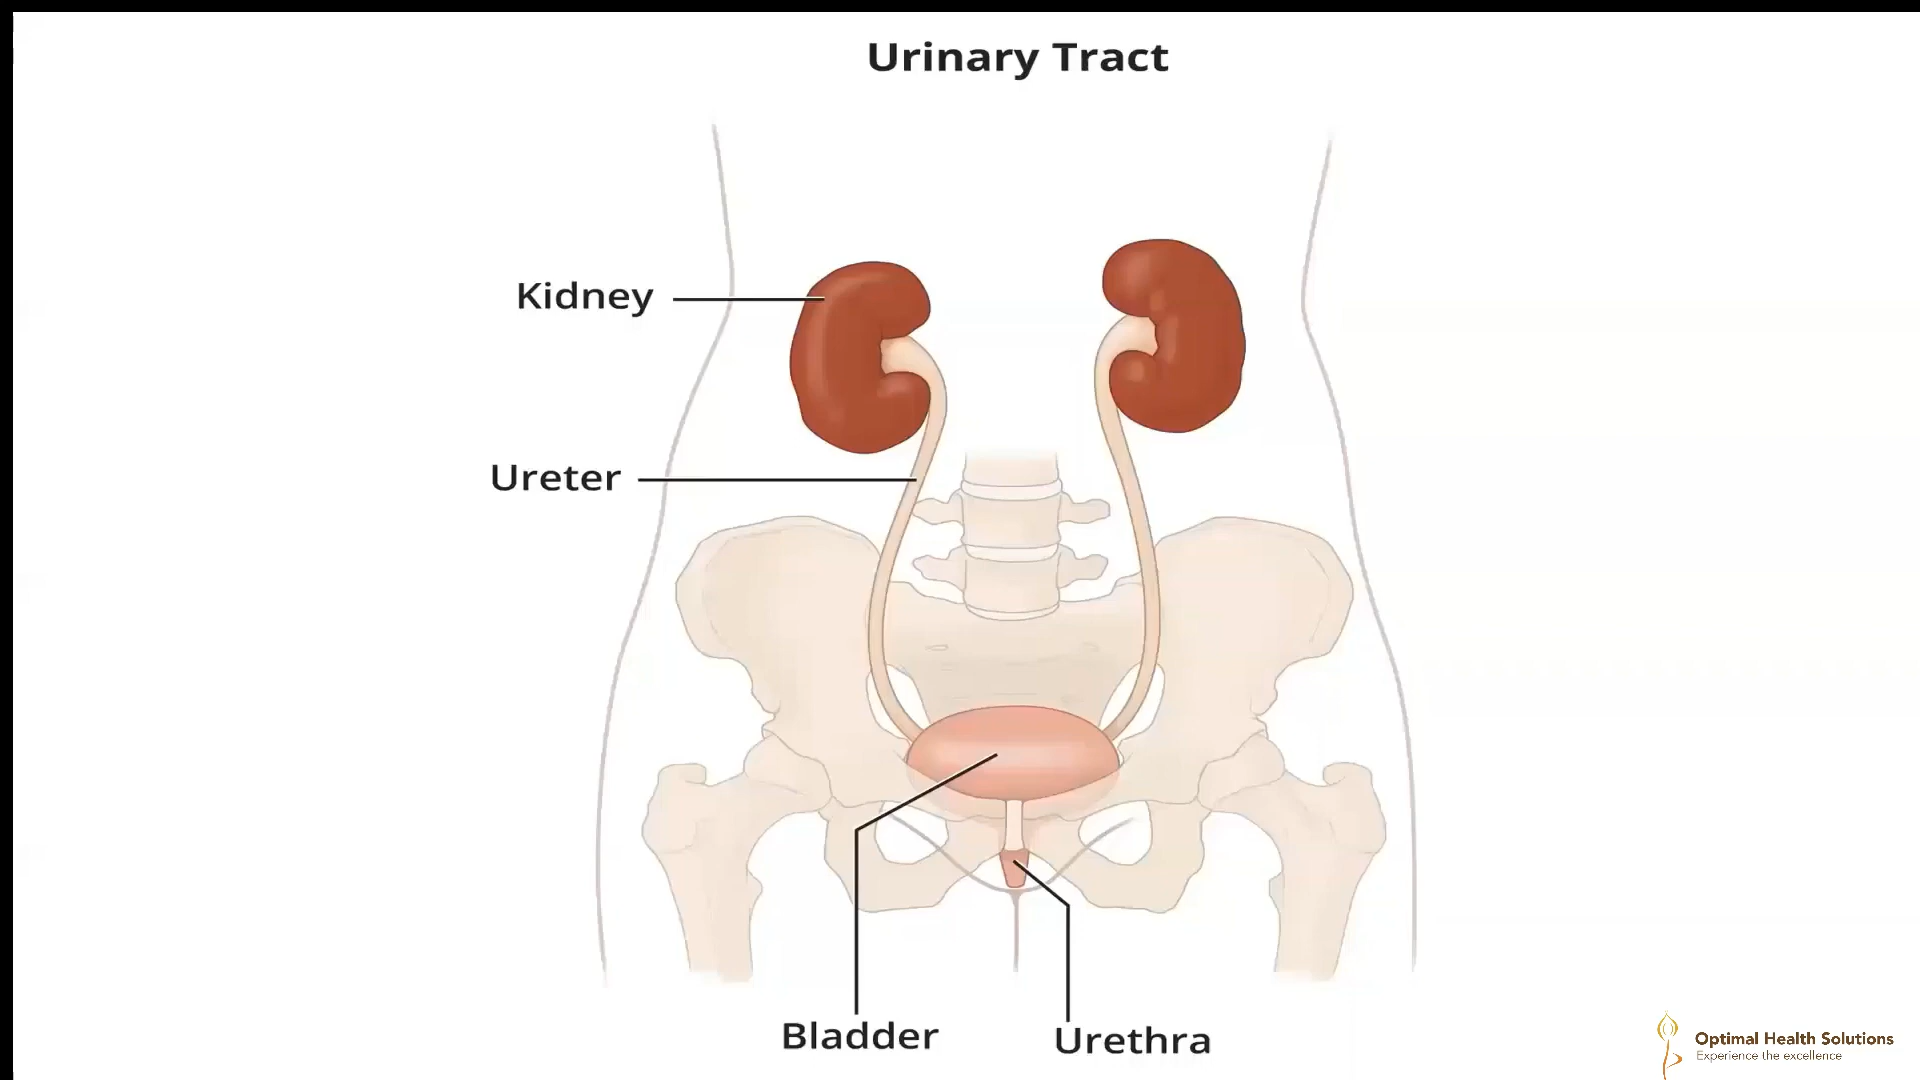 Urinary Tract
Kidney
Ureter
Bladder
Urethra
Optimal Health Solutions
Experience the excellence